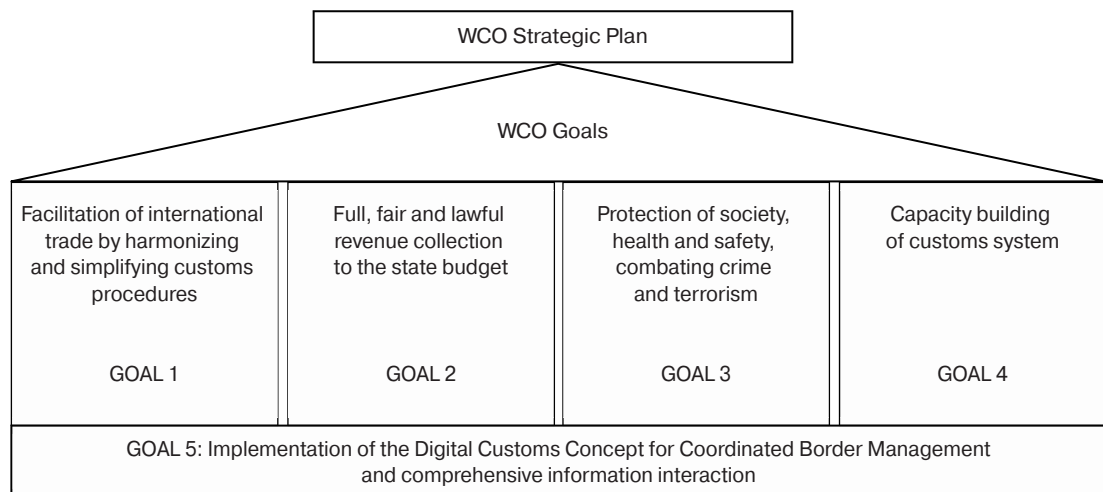 WCO Strategic Plan
WCO Goals
Facilitation of international
trade by harmonizing
and simplifying customs
procedures
GOAL 1
Full, fair and lawful
revenue collection
to the state budget
GOAL 2
Protection of society,
health and safety,
combating crime
and terrorism
GOAL 3
Capacity building
of customs system
GOAL 4
GOAL 5: Implementation of the Digital Customs Concept for Coordinated Border Management
and comprehensive information interaction